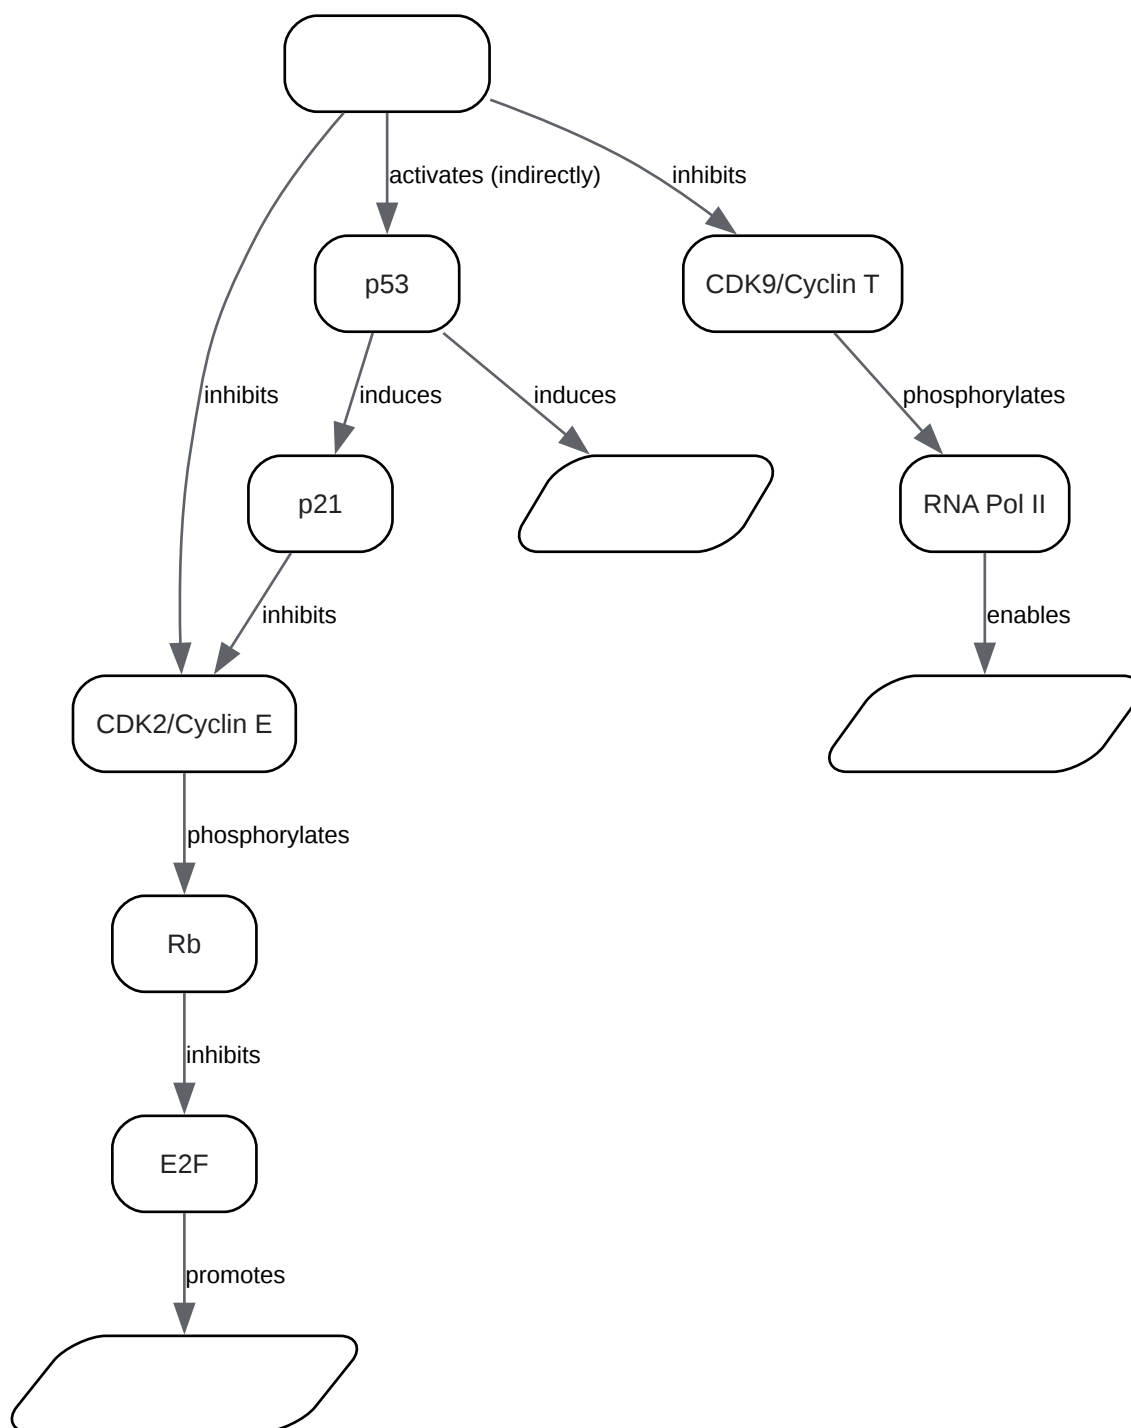 activates (indirectly)
inhibits
p53
CDK9/Cyclin T
inhibits
induces
induces
phosphorylates
p21
RNA Pol II
inhibits
enables
CDK2/Cyclin E
phosphorylates
Rb
inhibits
E2F
promotes